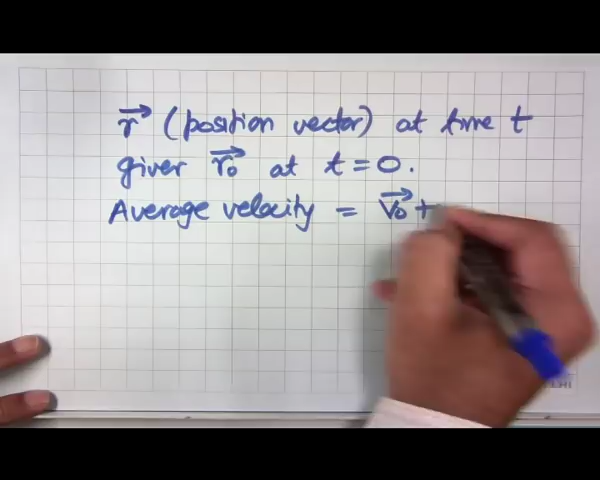 r⃗ (position vector) at time t
given r⃗₀ at t = 0.
Average velocity = v⃗₀ +